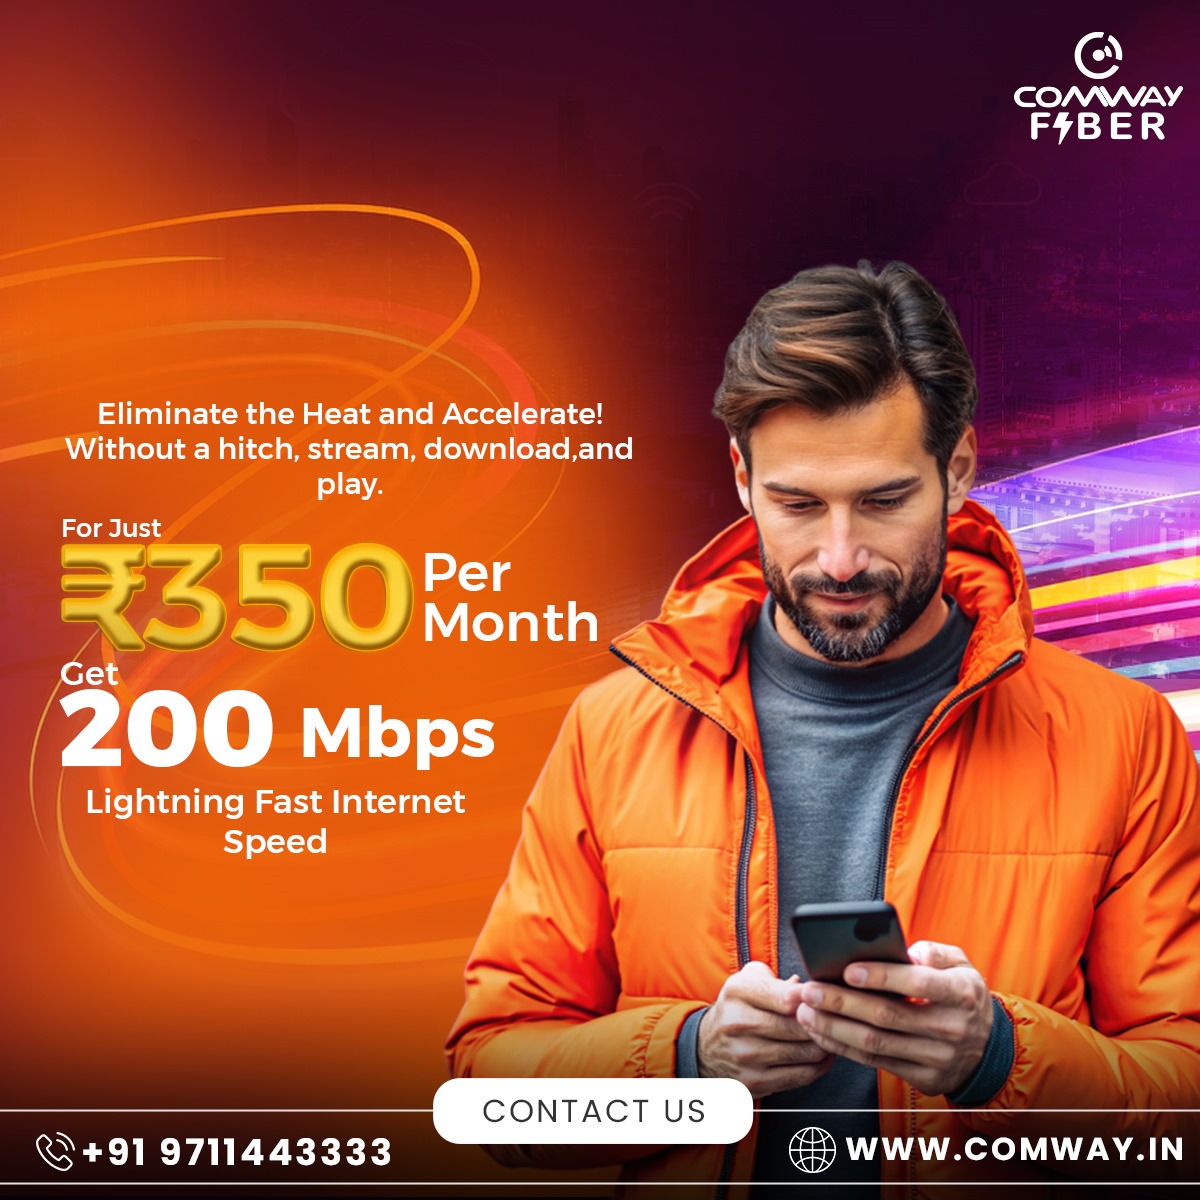 COMWAY
FIBER
Eliminate the Heat and Accelerate!
Without a hitch, stream, download,and
play.
For Just
₹350 Per
Month
Get
200 Mbps
Lightning Fast Internet
Speed
CONTACT US
+91 9711443333
WWW.COMWAY.IN